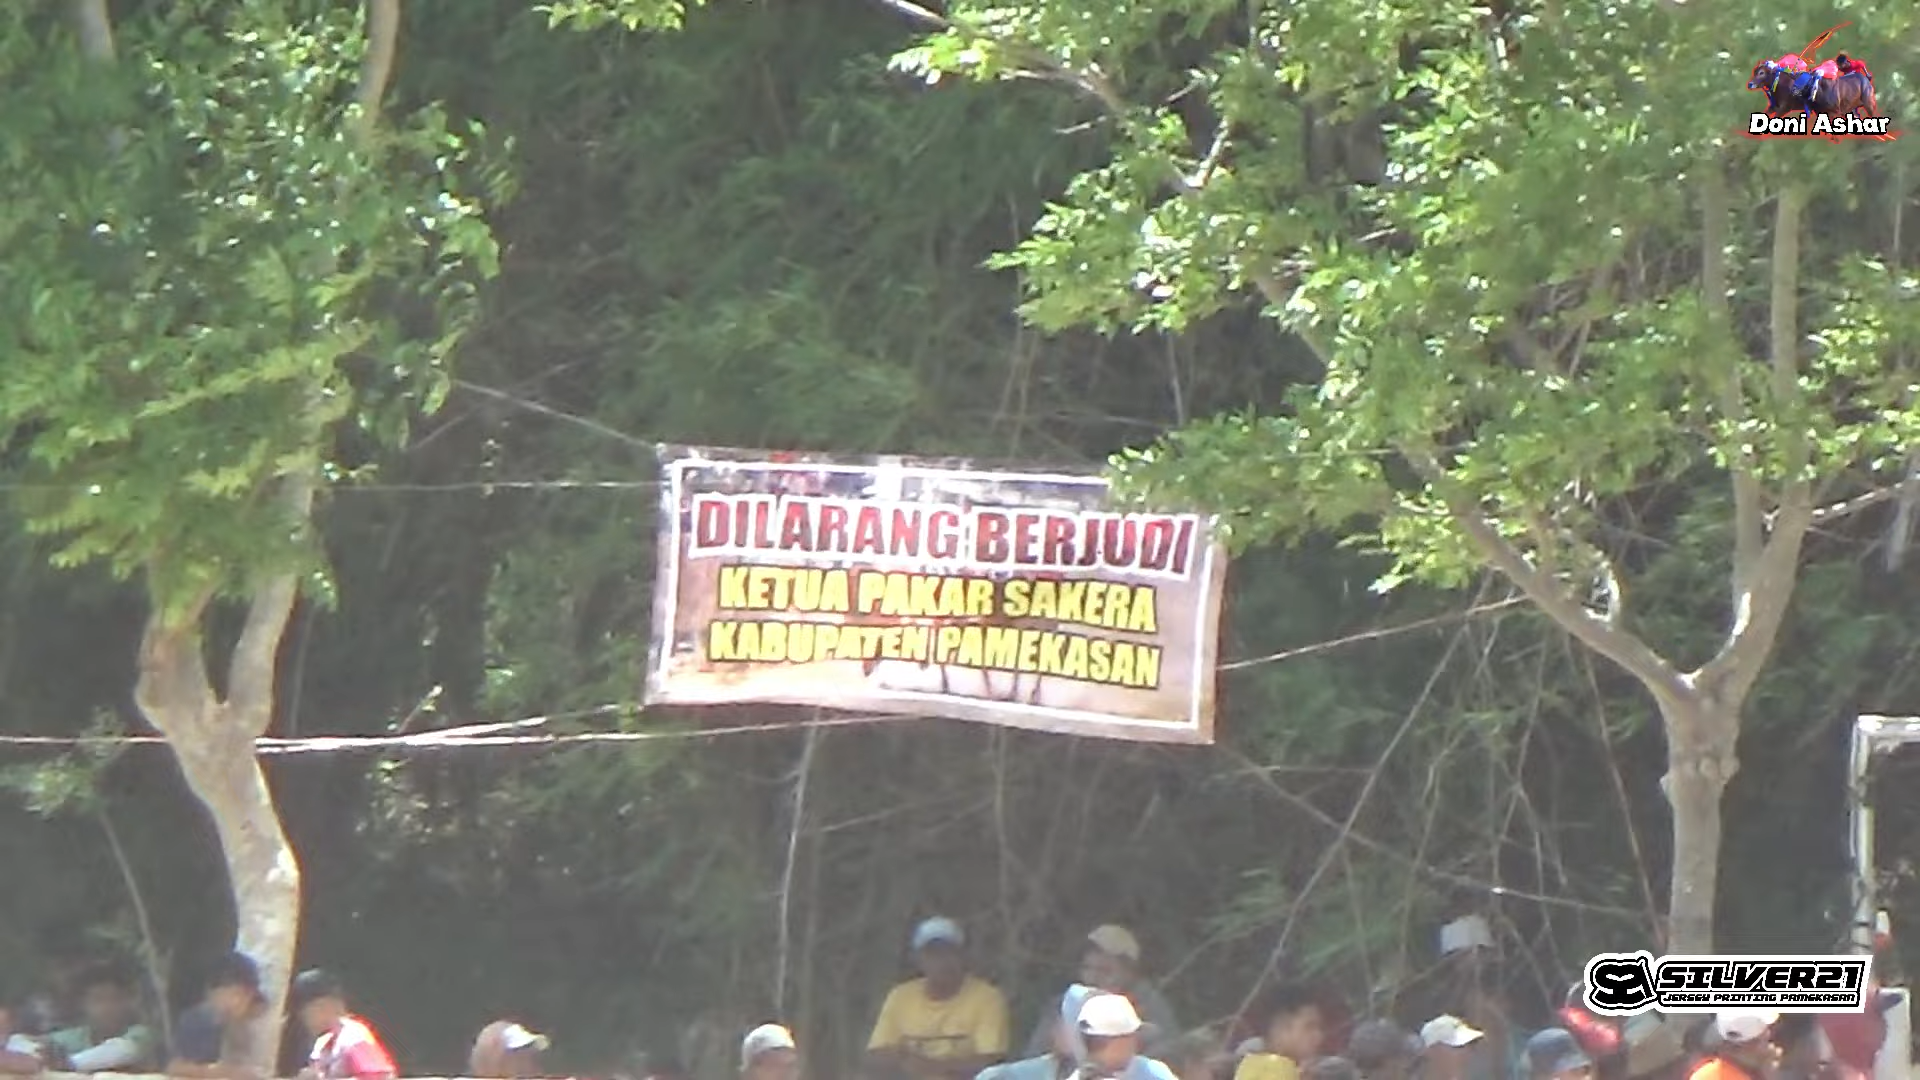 Doni Ashar
DILARANG BERJUDI
KETUA PAKAR SAKERA
KABUPATEN PAMEKASAN
SILVER21
JERSEY PRINTING PAMEKASAN